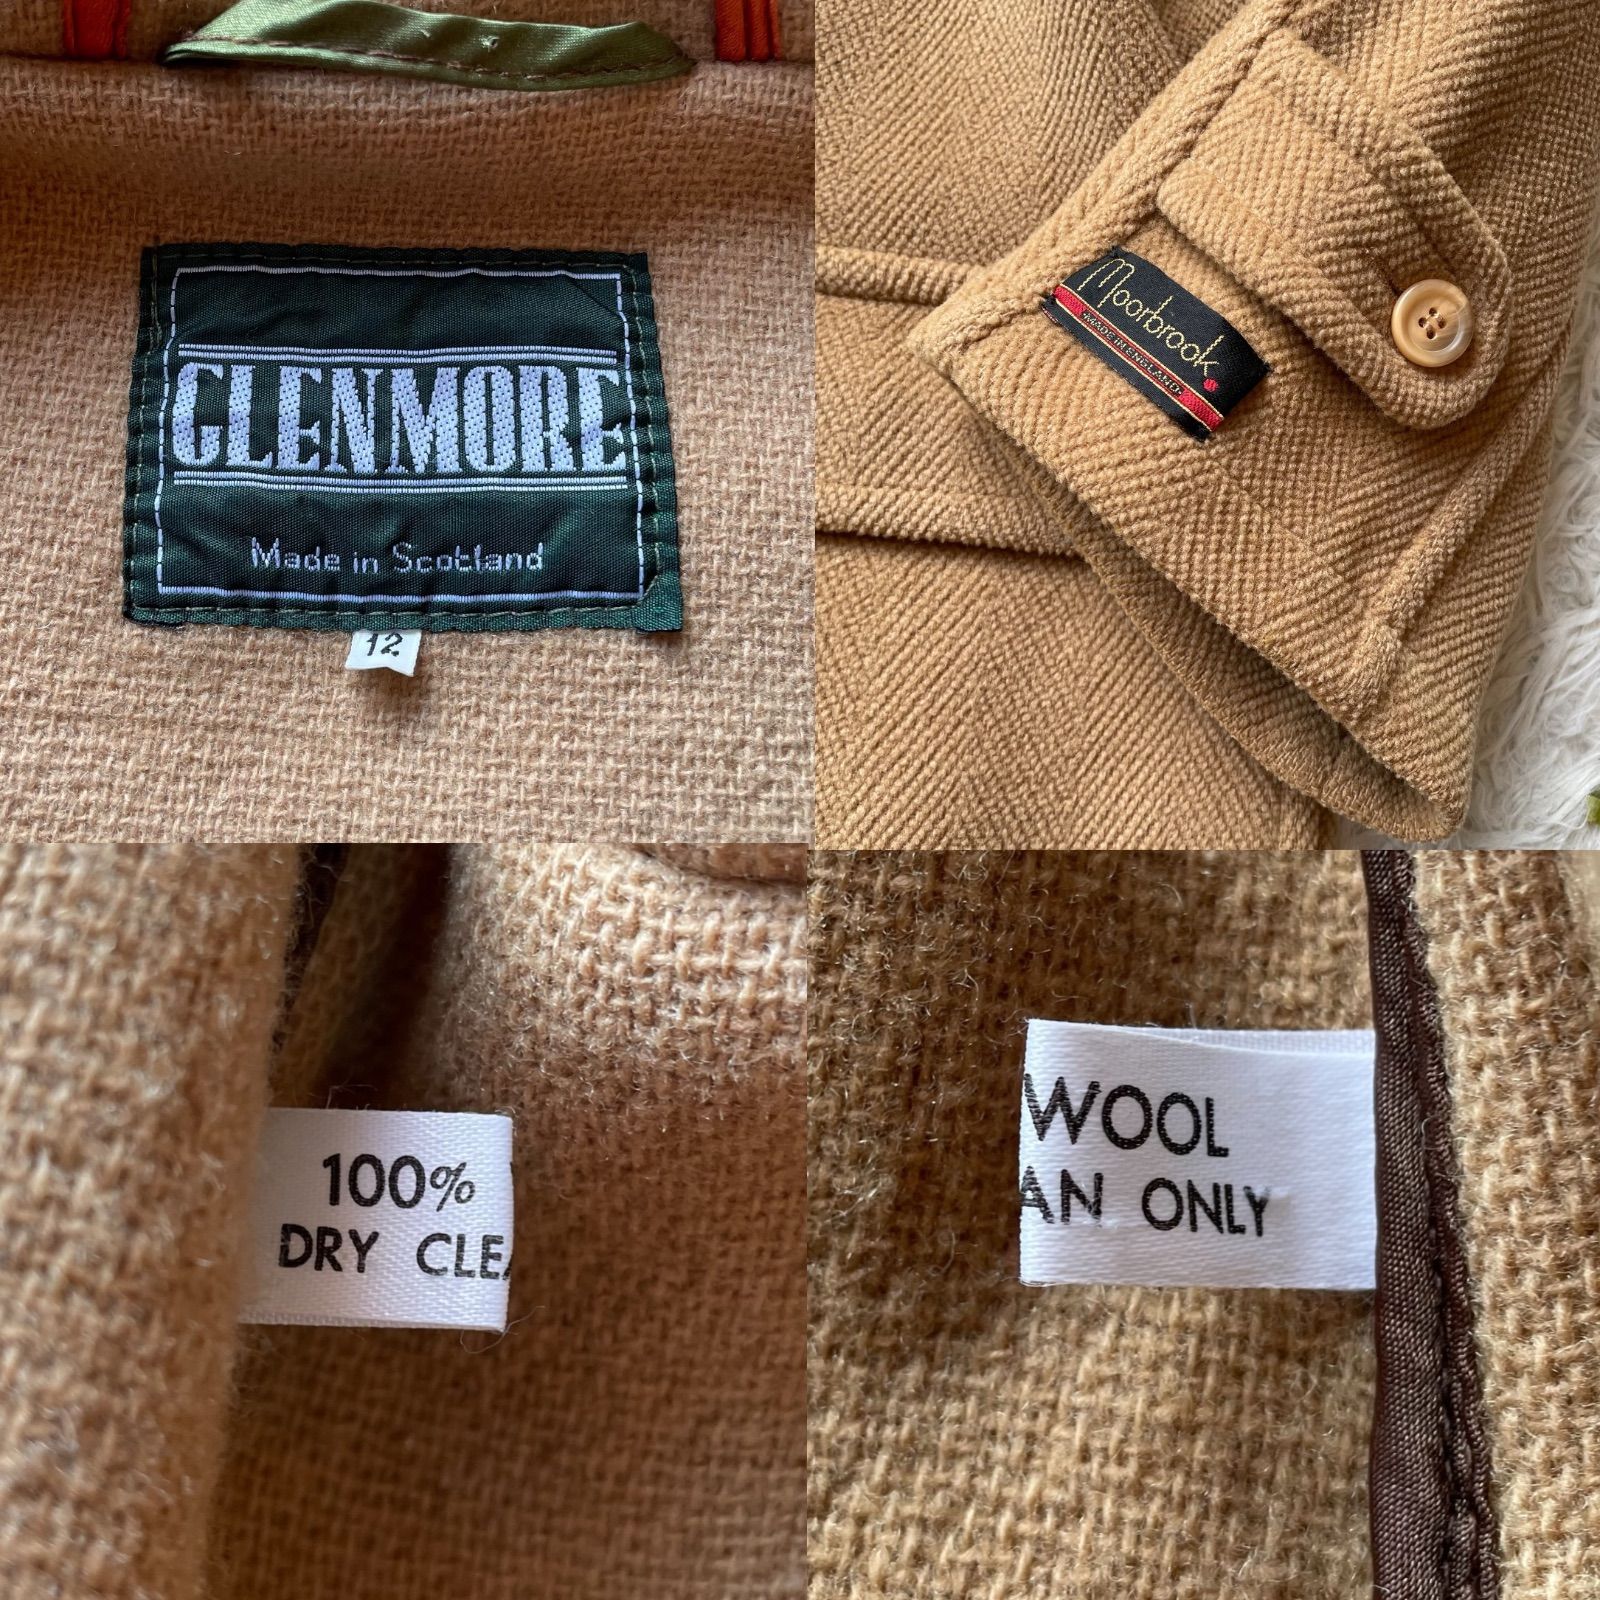 GLENMORE
Made in Scotland
12
Moorbrook
MADE IN ENGLAND
100%
DRY CLEA
WOOL
AN ONLY